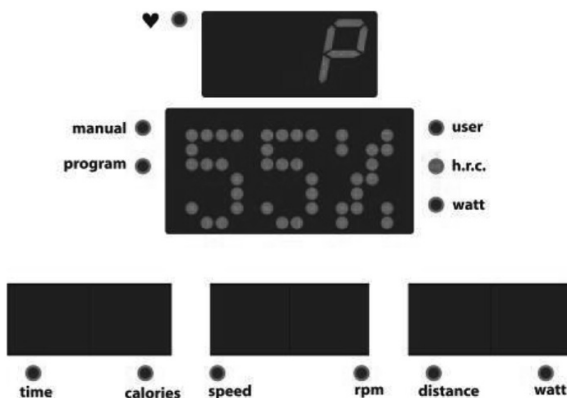 ♥ P
manual 55% user
program h.r.c.
watt
time calories speed rpm distance watt